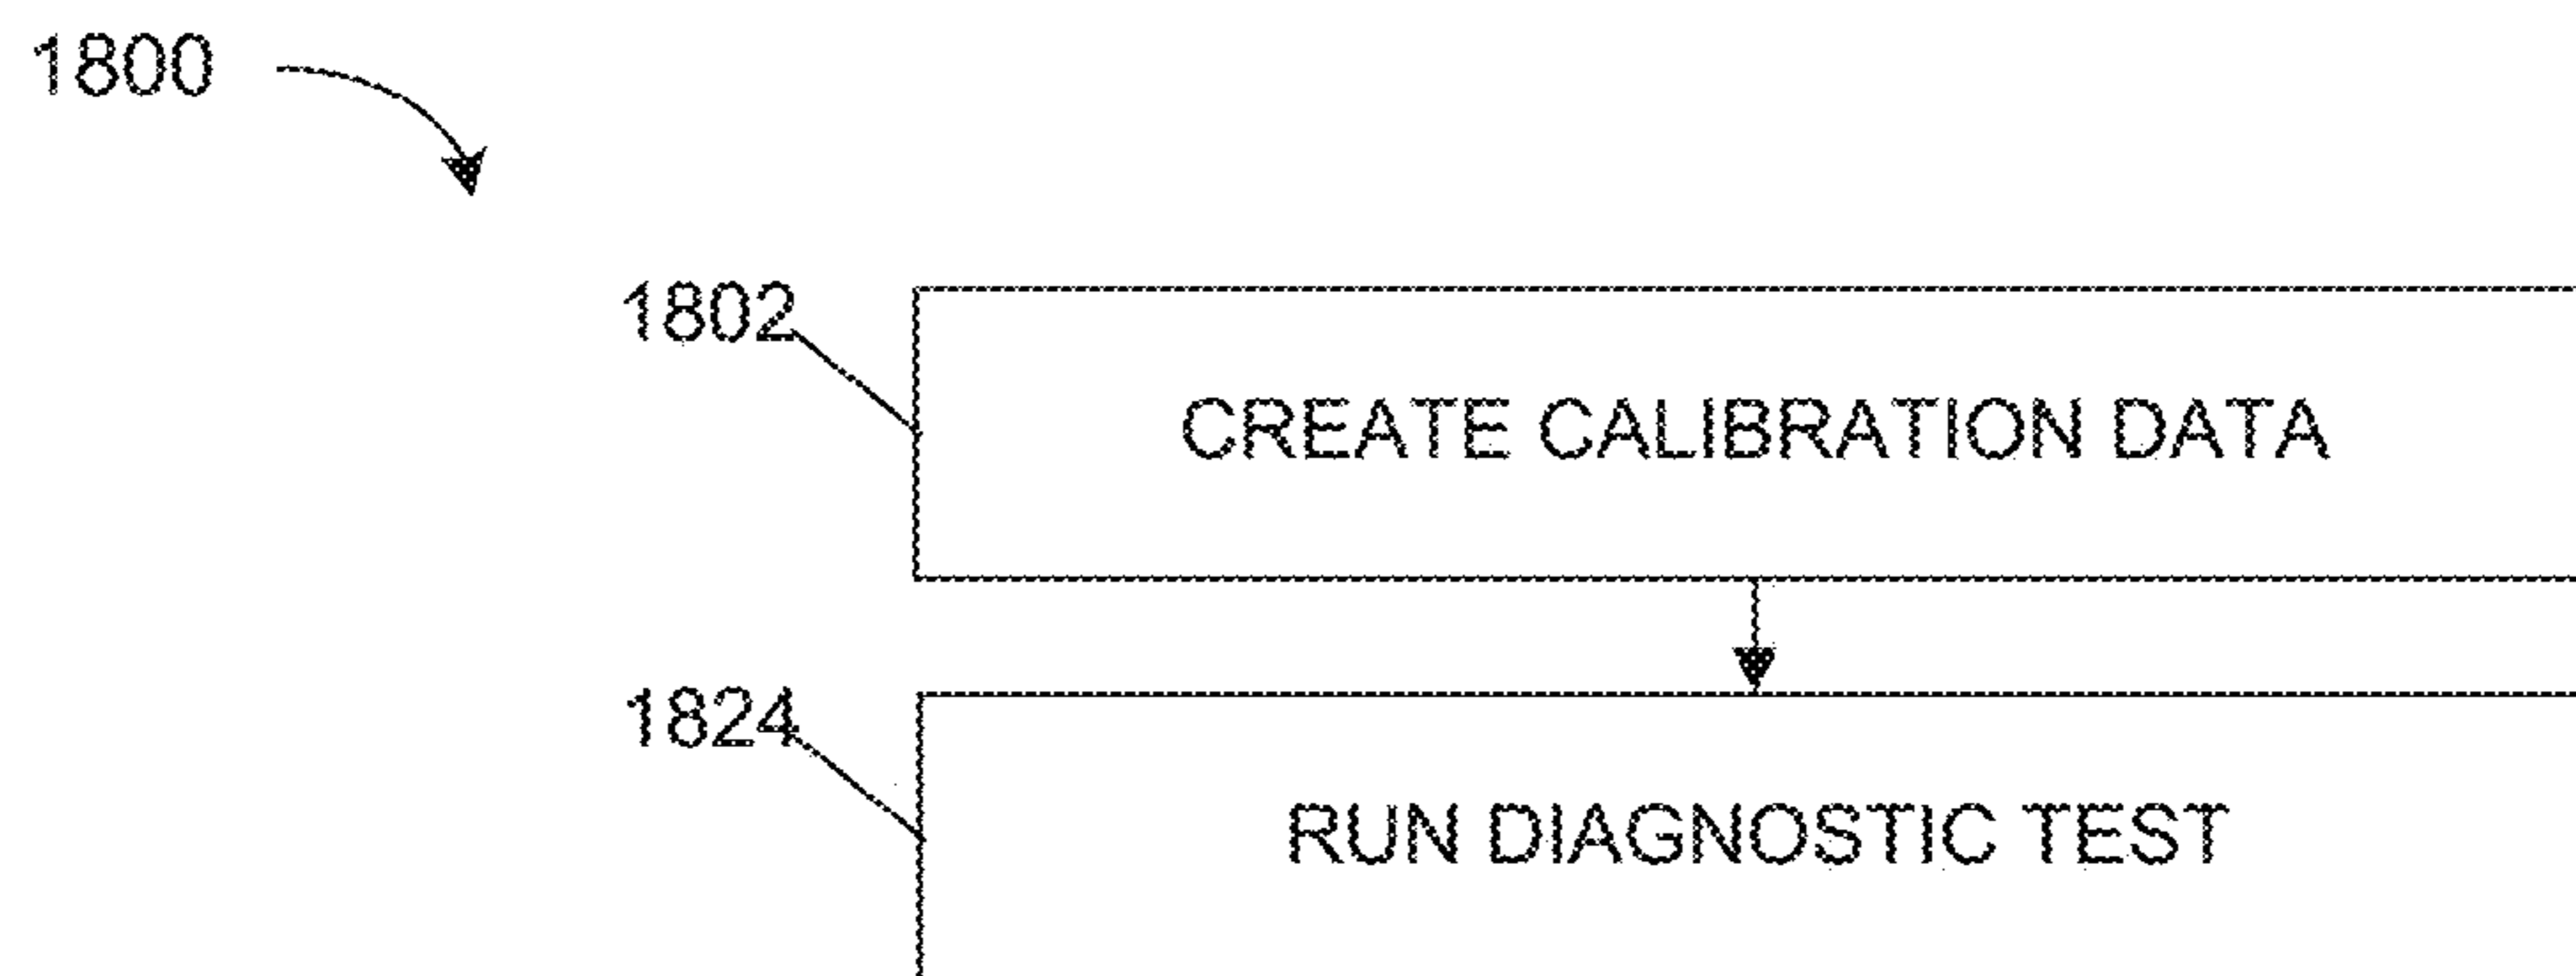 1800
1802
CREATE CALIBRATION DATA
1824
RUN DIAGNOSTIC TEST